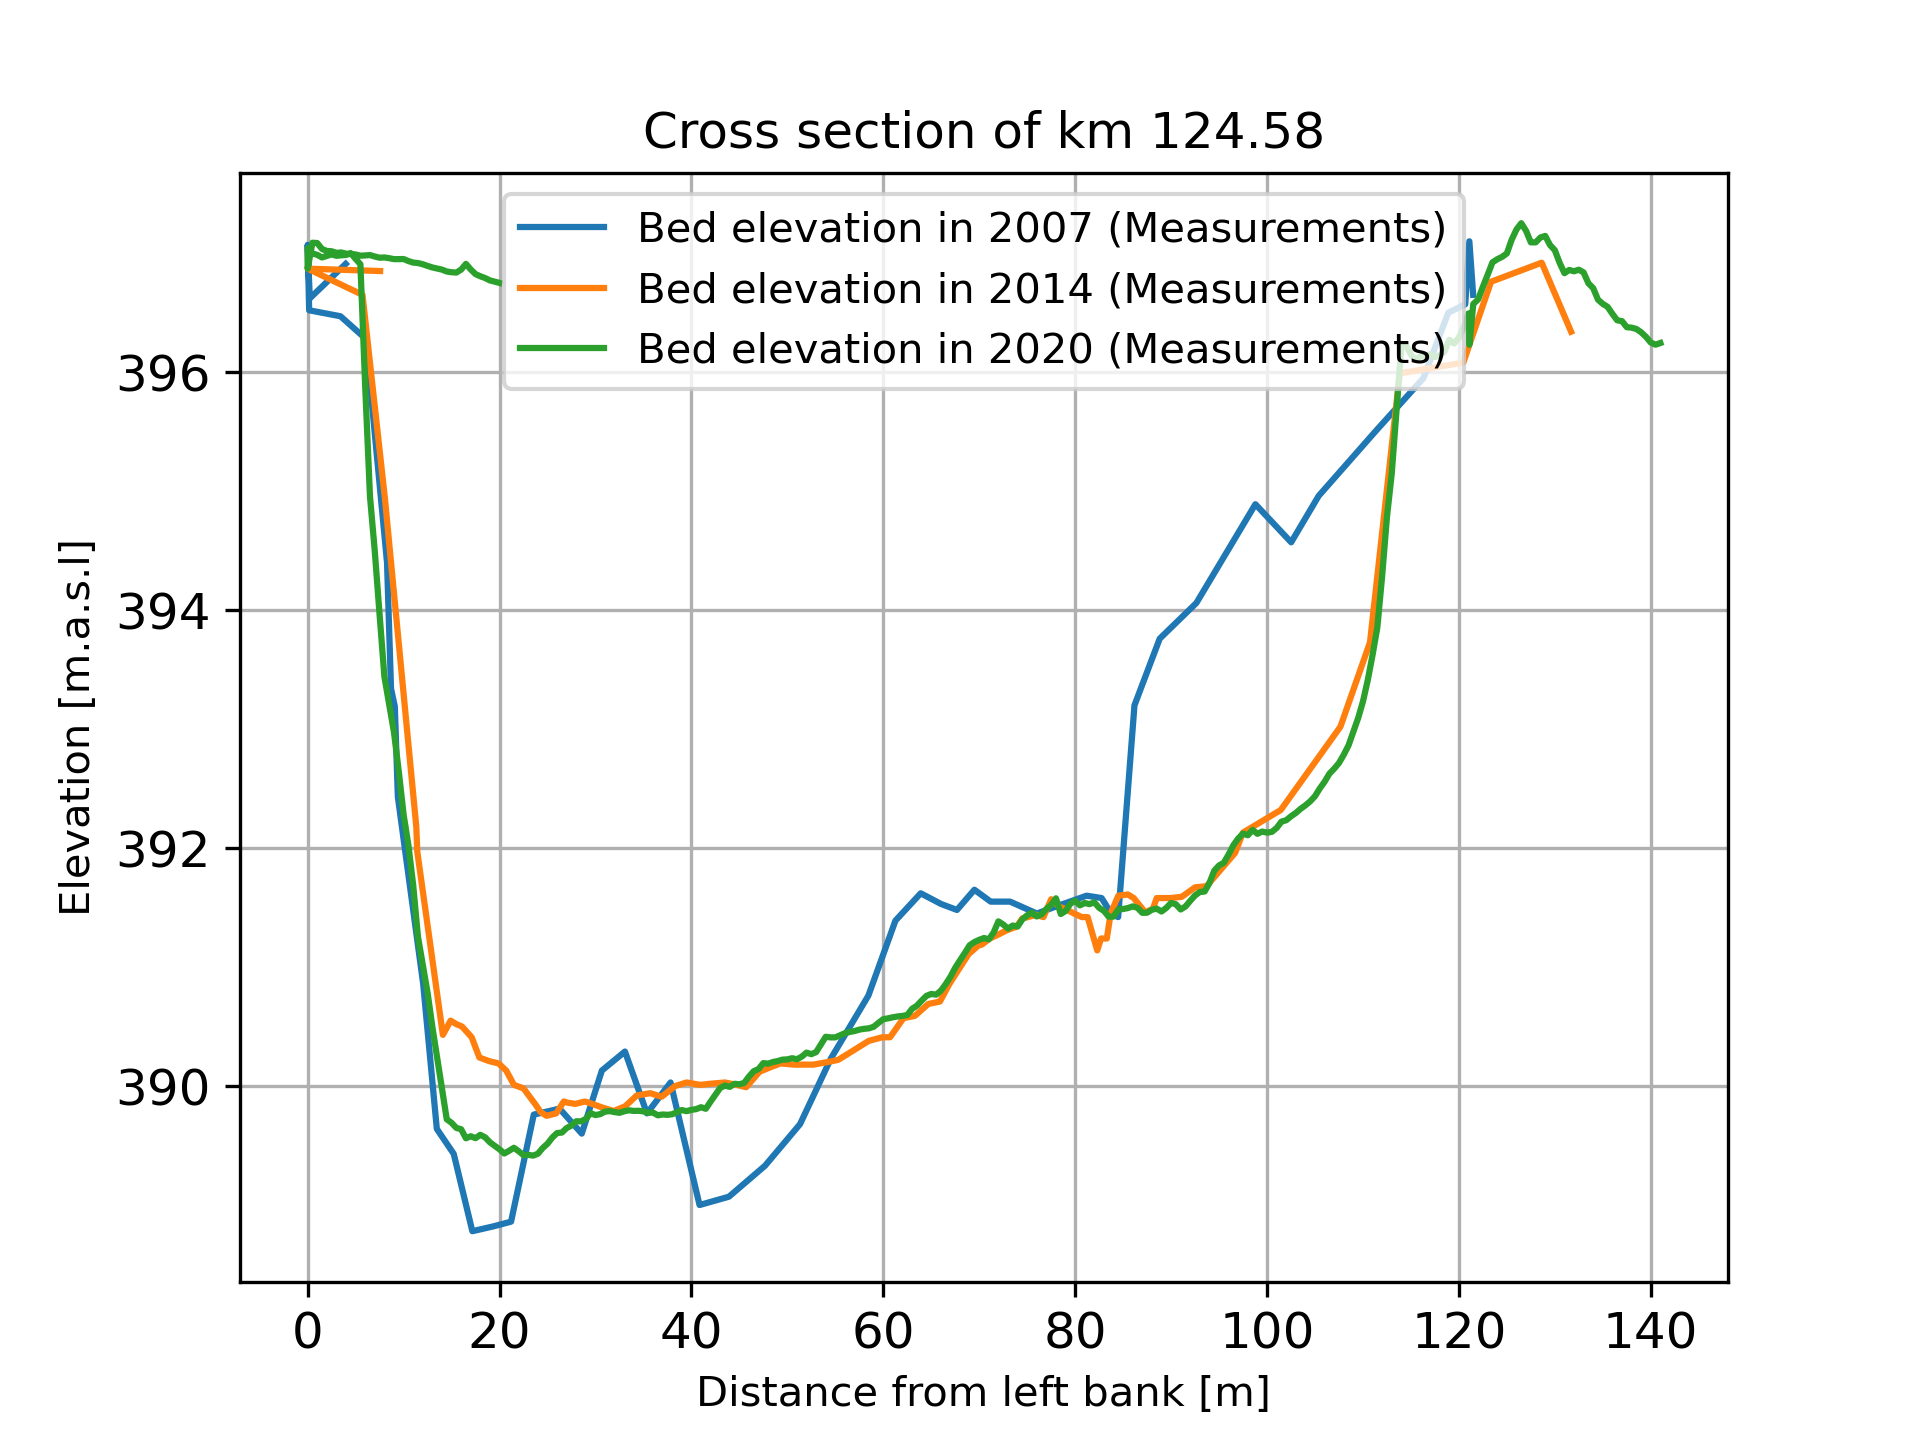 Cross section of km 124.58
Bed elevation in 2007 (Measurements)
Bed elevation in 2014 (Measurements)
Bed elevation in 2020 (Measurements)
396
394
392
390
Elevation [m.a.s.l]
0 20 40 60 80 100 120 140
Distance from left bank [m]